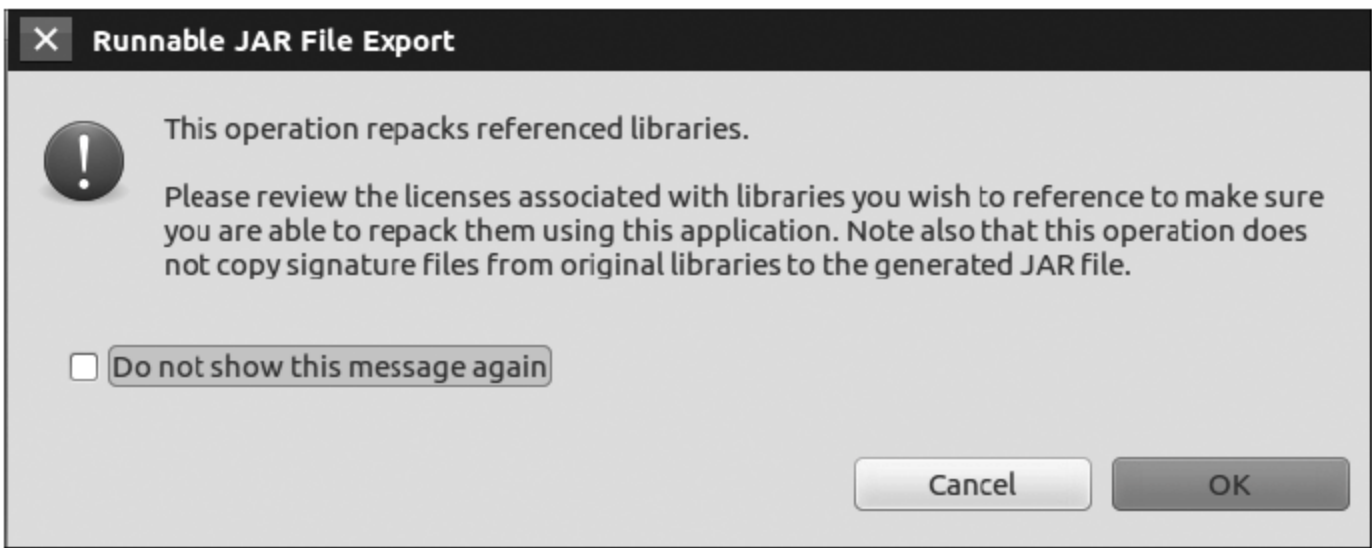 Runnable JAR File Export
This operation repacks referenced libraries.
Please review the licenses associated with libraries you wish to reference to make sure
you are able to repack them using this application. Note also that this operation does
not copy signature files from original libraries to the generated JAR file.
Do not show this message again
Cancel
OK